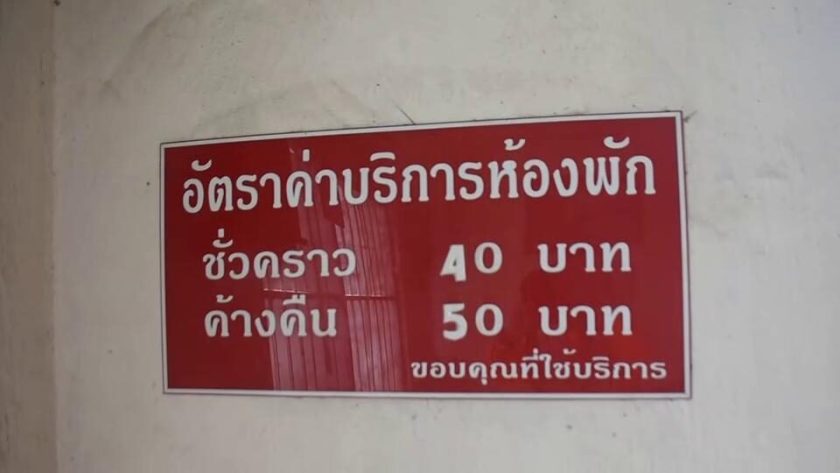 อัตราค่าบริการห้องพัก
ชั่วคราว 40 บาท
ค้างคืน 50 บาท
ขอบคุณที่ใช้บริการ